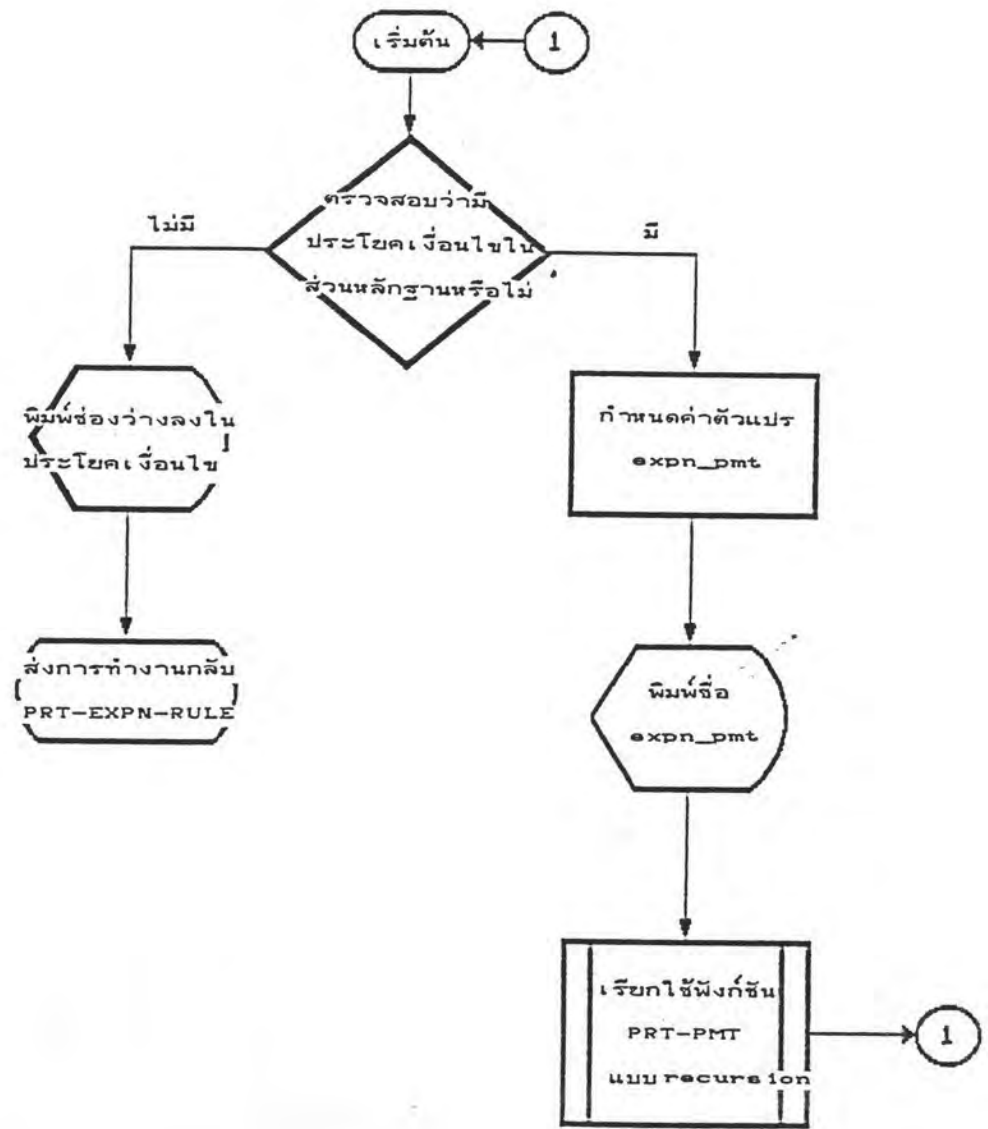 เริ่มต้น
1
ตรวจสอบว่ามี
ประโยคเงื่อนไขใน
ส่วนหลักฐานหรือไม่
ไม่มี
มี
พิมพ์ช่องว่างลงใน
ประโยคเงื่อนไข
กำหนดค่าตัวแปร
expn_pmt
ส่งการทำงานกลับ
PRT-EXPN-RULE
พิมพ์ชื่อ
expn_pmt
เรียกใช้ฟังก์ชัน
PRT-PMT
แบบ recursion
1